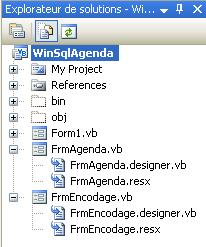 Explorateur de solutions - Wi...
WinSqlAgenda
My Project
References
bin
obj
Form1.vb
FrmAgenda.vb
FrmAgenda.designer.vb
FrmAgenda.resx
FrmEncodage.vb
FrmEncodage.designer.vb
FrmEncodage.resx